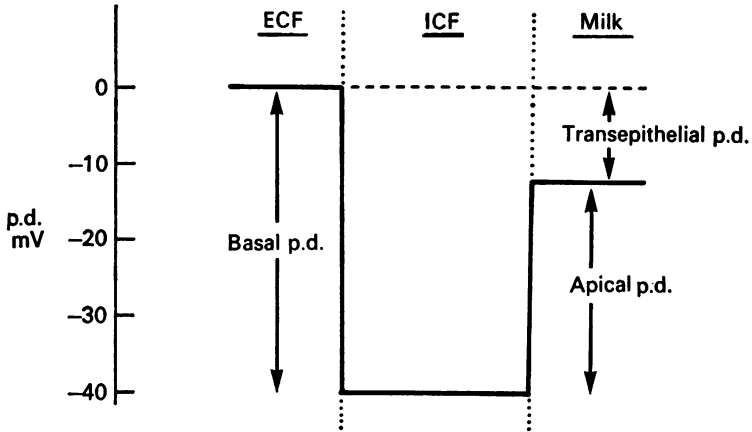 ECF ICF Milk
0
Transepithelial p.d.
−10
p.d.
mV
−20
Basal p.d.
Apical p.d.
−30
−40